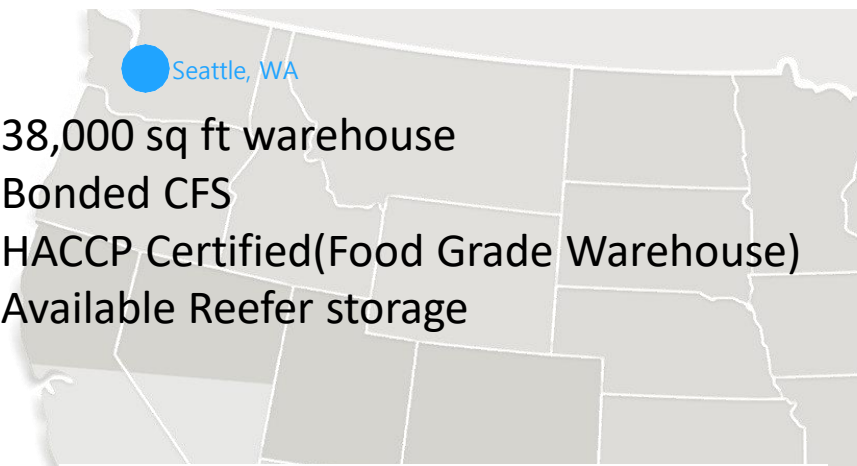 Seattle, WA
38,000 sq ft warehouse
Bonded CFS
HACCP Certified(Food Grade Warehouse)
Available Reefer storage